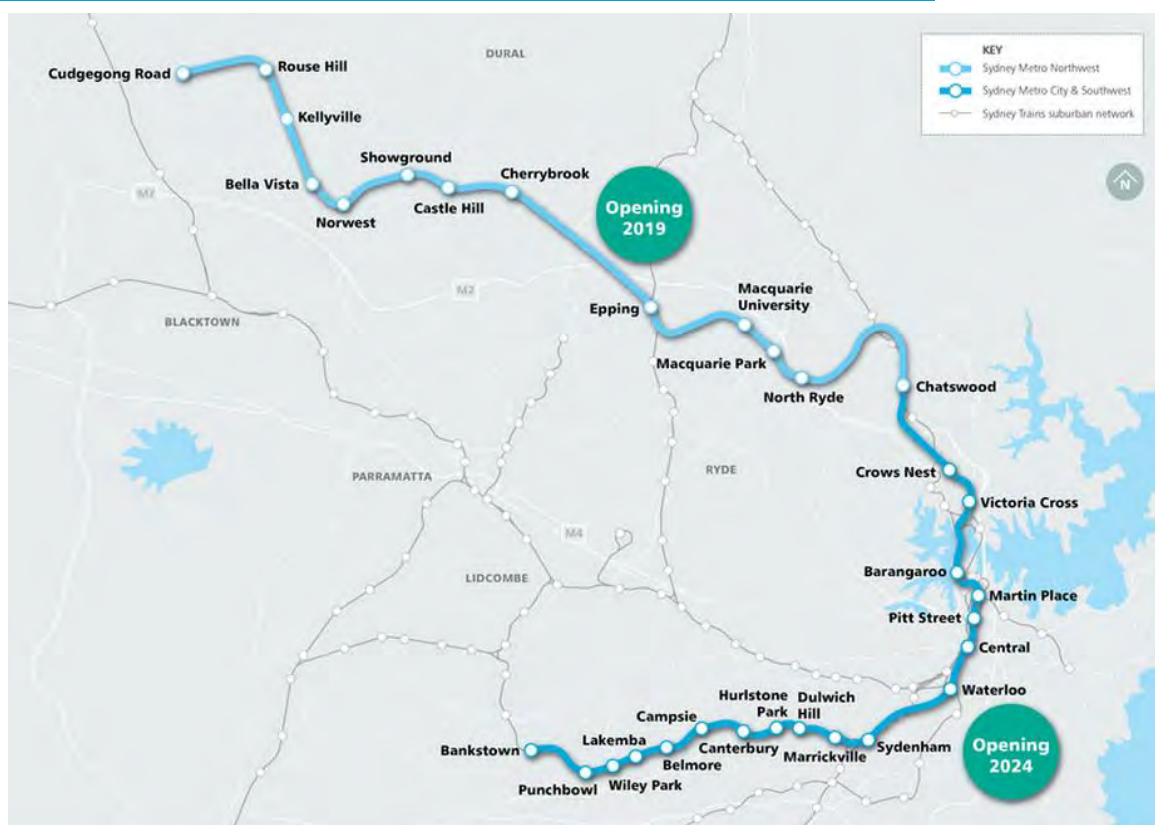 DURAL
KEY
Sydney Metro Northwest
Sydney Metro City & Southwest
Sydney Trains suburban network
N
Cudgegong Road
Rouse Hill
Kellyville
Showground
Bella Vista
Norwest
Castle Hill
Cherrybrook
Opening
2019
M7
M2
BLACKTOWN
Epping
Macquarie
University
Macquarie Park
North Ryde
Chatswood
PARRAMATTA
RYDE
Crows Nest
Victoria Cross
M4
LIDCOMBE
Barangaroo
Martin Place
Pitt Street
Central
Waterloo
Hurlstone
Park
Dulwich
Hill
Campsie
Lakemba
Bankstown
Canterbury
Belmore
Marrickville
Sydenham
Wiley Park
Punchbowl
Opening
2024